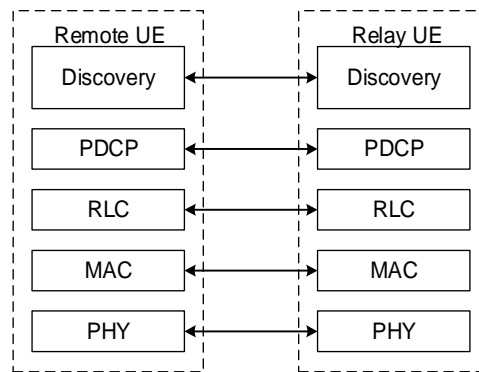 Remote UE Relay UE
Discovery Discovery
PDCP PDCP
RLC RLC
MAC MAC
PHY PHY